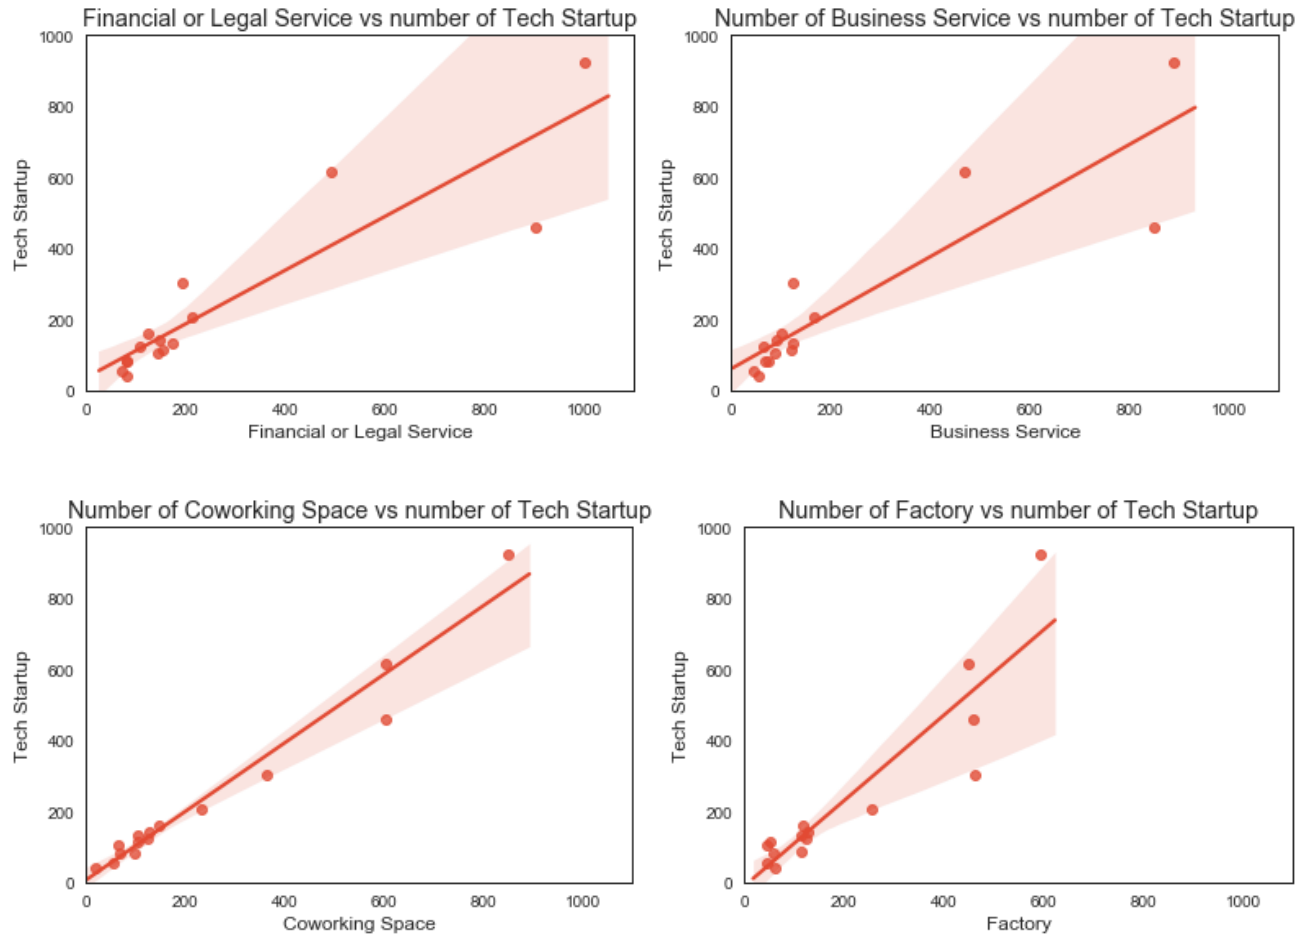 Financial or Legal Service vs number of Tech Startup
1000
800
600
400
200
0
Tech Startup
0 200 400 600 800 1000
Financial or Legal Service
Number of Business Service vs number of Tech Startup
1000
800
600
400
200
0
Tech Startup
0 200 400 600 800 1000
Business Service
Number of Coworking Space vs number of Tech Startup
1000
800
600
400
200
0
Tech Startup
0 200 400 600 800 1000
Coworking Space
Number of Factory vs number of Tech Startup
1000
800
600
400
200
0
Tech Startup
0 200 400 600 800 1000
Factory